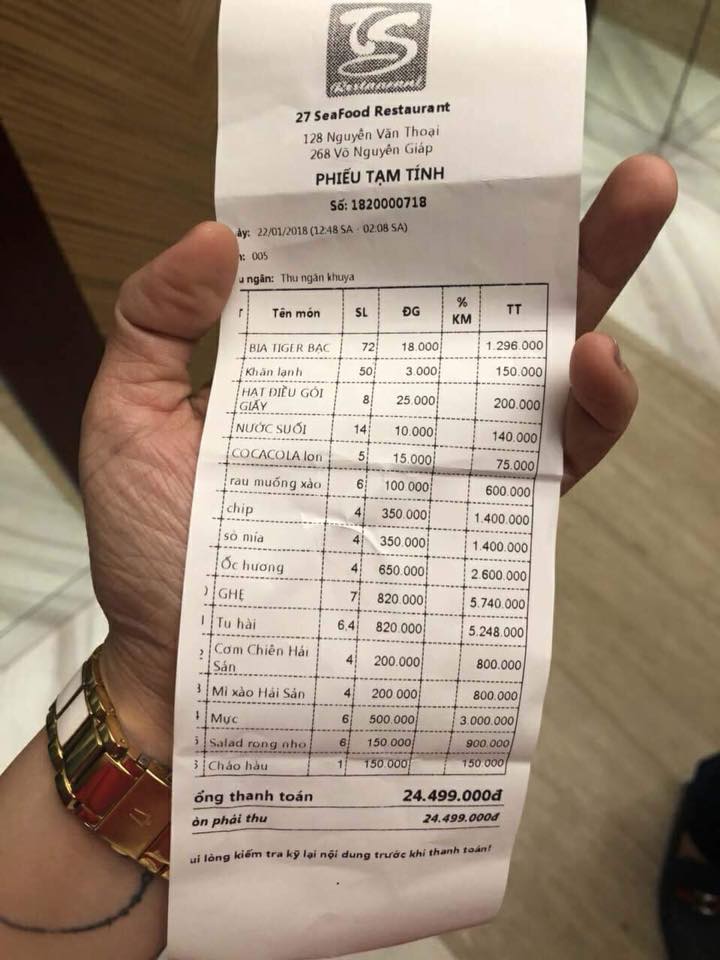 TS
Restaurant
27 SeaFood Restaurant
128 Nguyễn Văn Thoại
268 Võ Nguyên Giáp
PHIẾU TẠM TÍNH
Số: 1820000718
ày: 22/01/2018 (12:48 SA - 02:08 SA)
n: 005
u ngân: Thu ngân khuya
T Tên món SL ĐG % KM TT
BIA TIGER BẠC 72 18.000 1.296.000
Khăn lạnh 50 3.000 150.000
HẠT ĐIỀU GÓI GIẤY 8 25.000 200.000
NƯỚC SUỐI 14 10.000 140.000
COCACOLA lon 5 15.000 75.000
rau muống xào 6 100.000 600.000
chip 4 350.000 1.400.000
sò mía 4 350.000 1.400.000
Ốc hương 4 650.000 2.600.000
GHẸ 7 820.000 5.740.000
1 Tu hài 6,4 820.000 5.248.000
2 Cơm Chiên Hải Sản 4 200.000 800.000
3 Mì xào Hải Sản 4 200.000 800.000
4 Mực 6 500.000 3.000.000
5 Salad rong nho 6 150.000 900.000
Cháo hàu 1 150.000 150.000
ổng thanh toán 24.499.000đ
òn phải thu 24.499.000đ
ui lòng kiểm tra kỹ lại nội dung trước khi thanh toán!